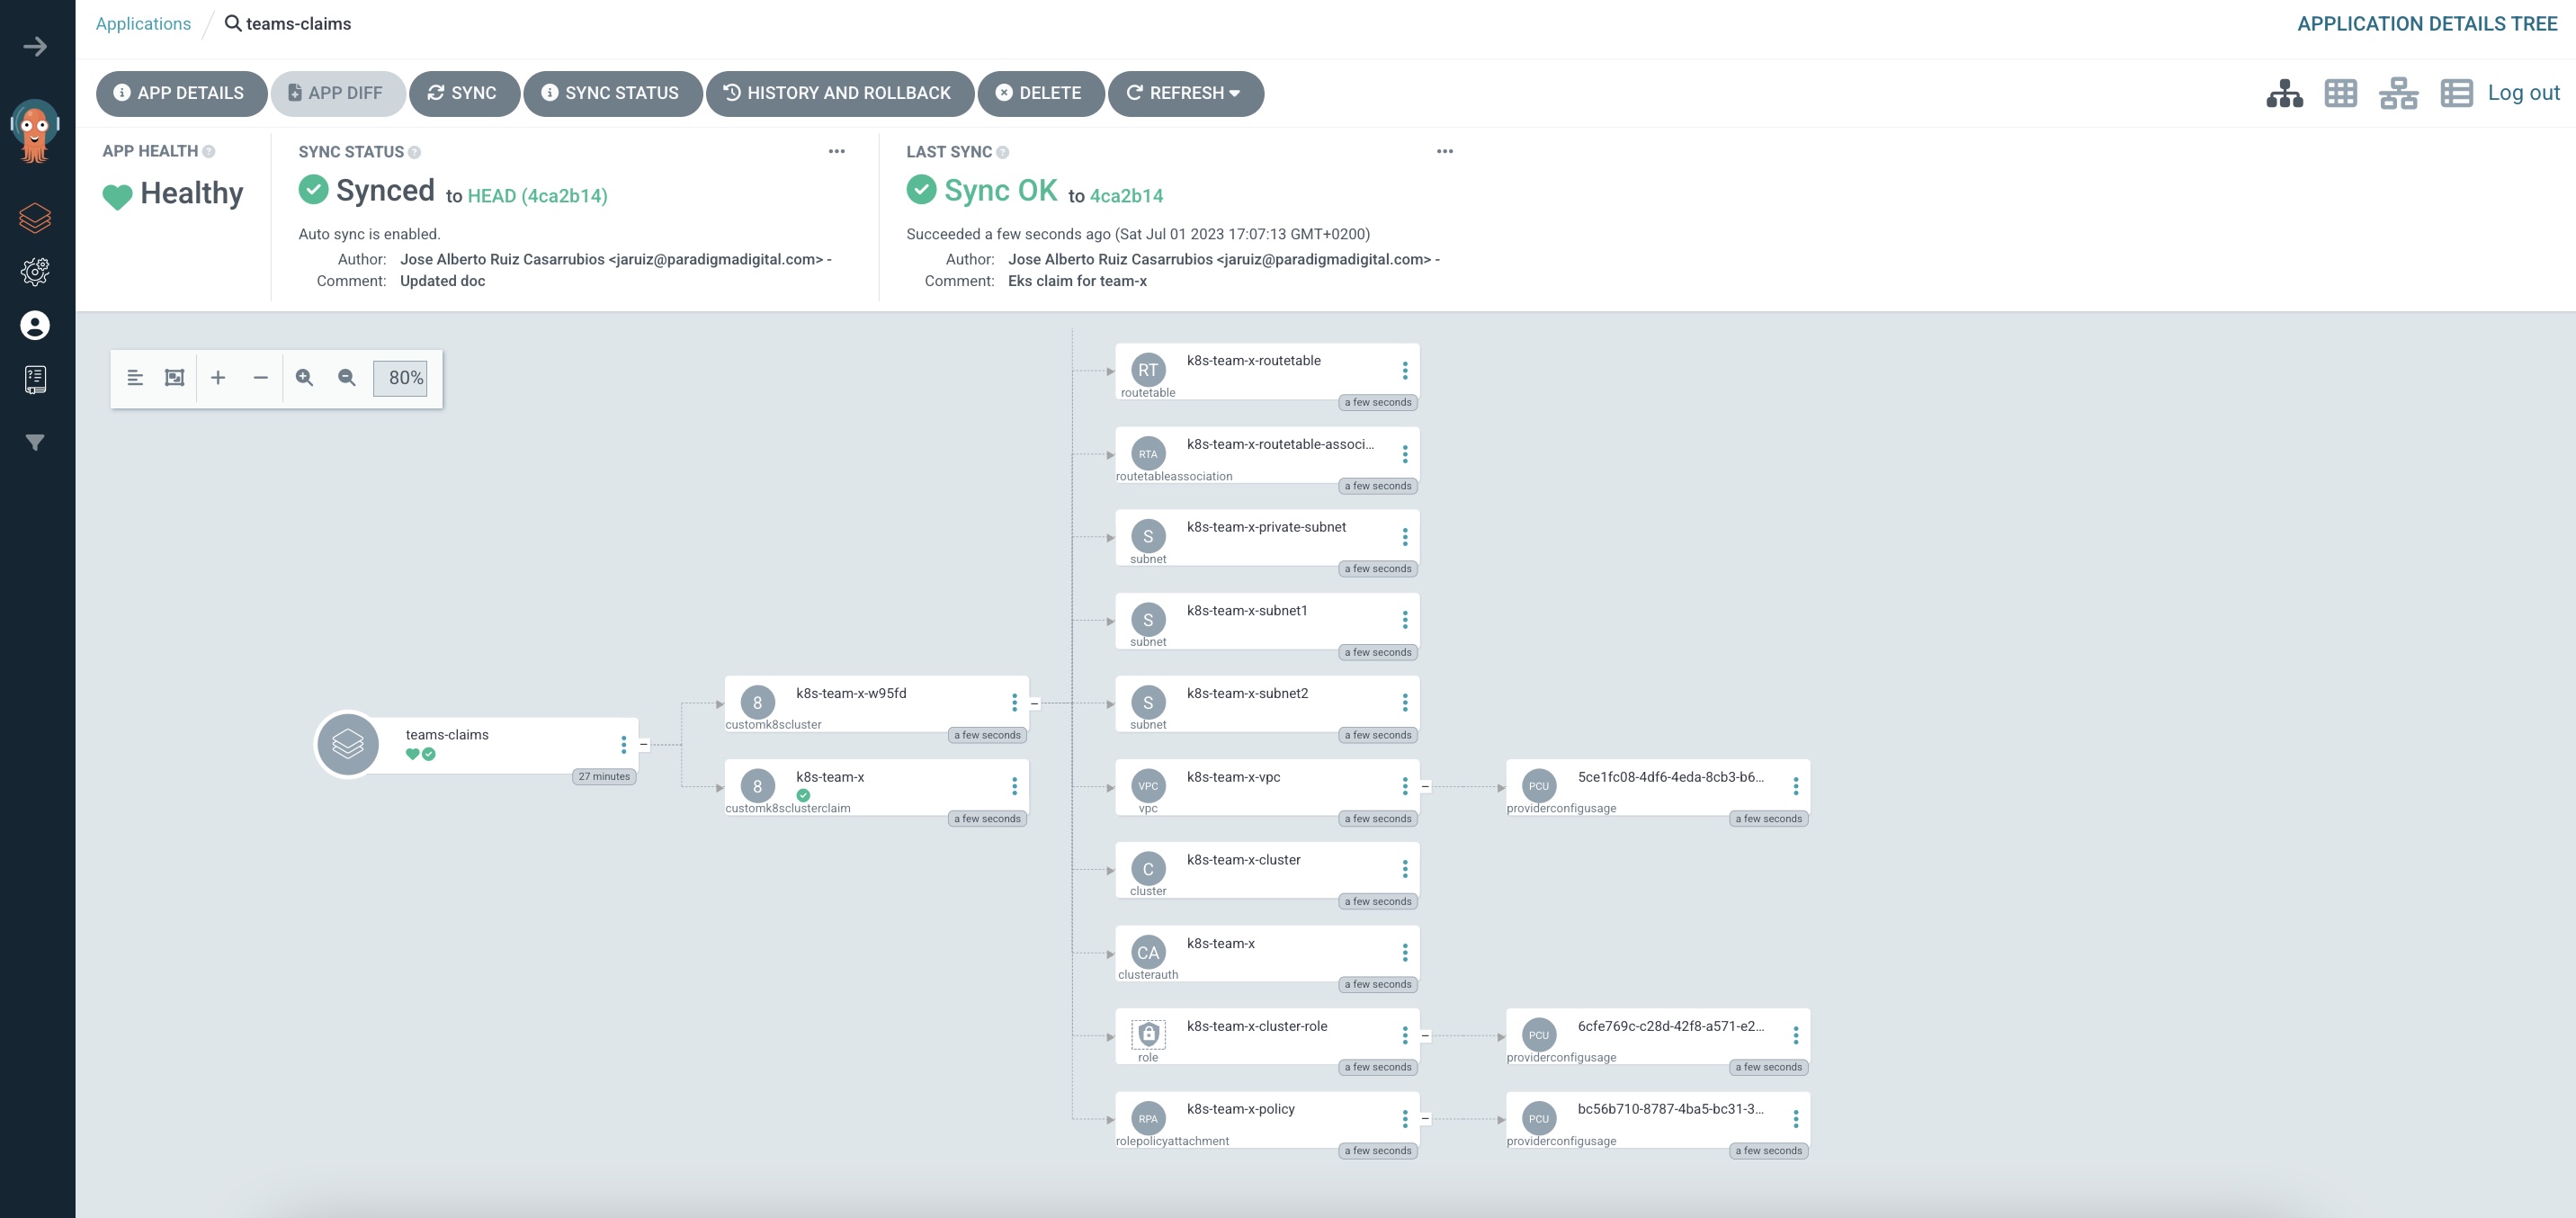 Applications / teams-claims
APPLICATION DETAILS TREE
APP DETAILS
APP DIFF
SYNC
SYNC STATUS
HISTORY AND ROLLBACK
DELETE
REFRESH
Log out
APP HEALTH
Healthy
SYNC STATUS
Synced to HEAD (4ca2b14)
Auto sync is enabled.
Author: Jose Alberto Ruiz Casarrubios <jaruiz@paradigmadigital.com> -
Comment: Updated doc
LAST SYNC
Sync OK to 4ca2b14
Succeeded a few seconds ago (Sat Jul 01 2023 17:07:13 GMT+0200)
Author: Jose Alberto Ruiz Casarrubios <jaruiz@paradigmadigital.com> -
Comment: Eks claim for team-x
80%
teams-claims
27 minutes
8
k8s-team-x-w95fd
customk8scluster
a few seconds
8
k8s-team-x
customk8sclusterclaim
a few seconds
RT
k8s-team-x-routetable
routetable
a few seconds
RTA
k8s-team-x-routetable-associ...
routetableassociation
a few seconds
S
k8s-team-x-private-subnet
subnet
a few seconds
S
k8s-team-x-subnet1
subnet
a few seconds
S
k8s-team-x-subnet2
subnet
a few seconds
VPC
k8s-team-x-vpc
vpc
a few seconds
PCU
5ce1fc08-4df6-4eda-8cb3-b6...
providerconfigusage
a few seconds
C
k8s-team-x-cluster
cluster
a few seconds
CA
k8s-team-x
clusterauth
a few seconds
k8s-team-x-cluster-role
role
a few seconds
PCU
6cfe769c-c28d-42f8-a571-e2...
providerconfigusage
a few seconds
RPA
k8s-team-x-policy
rolepolicyattachment
a few seconds
PCU
bc56b710-8787-4ba5-bc31-3...
providerconfigusage
a few seconds